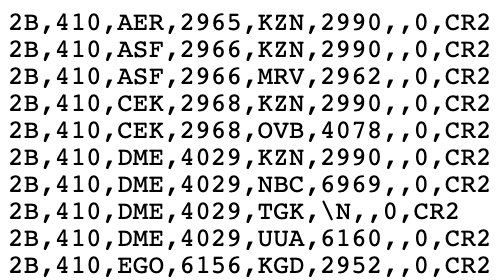 2B,410,AER,2965,KZN,2990,,0,CR2
2B,410,ASF,2966,KZN,2990,,0,CR2
2B,410,ASF,2966,MRV,2962,,0,CR2
2B,410,CEK,2968,KZN,2990,,0,CR2
2B,410,CEK,2968,OVB,4078,,0,CR2
2B,410,DME,4029,KZN,2990,,0,CR2
2B,410,DME,4029,NBC,6969,,0,CR2
2B,410,DME,4029,TGK,\N,,0,CR2
2B,410,DME,4029,UUA,6160,,0,CR2
2B,410,EGO,6156,KGD,2952,,0,CR2